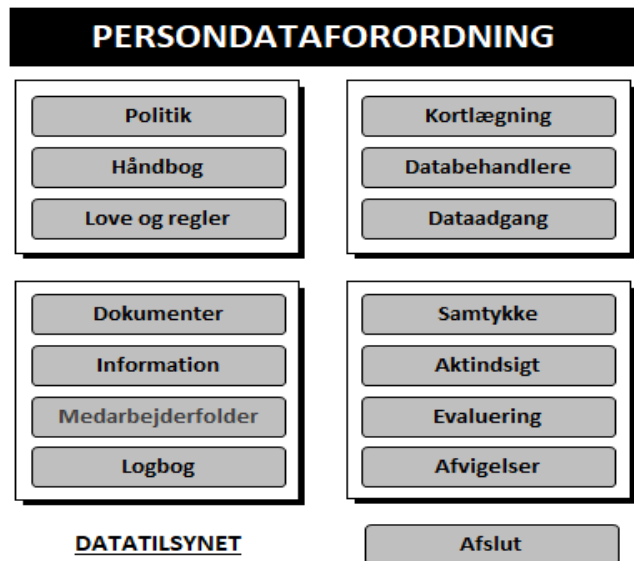 PERSONDATAFORORDNING
Politik
Håndbog
Love og regler
Kortlægning
Databehandlere
Dataadgang
Dokumenter
Information
Medarbejderfolder
Logbog
Samtykke
Aktindsigt
Evaluering
Afvigelser
DATATILSYNET
Afslut